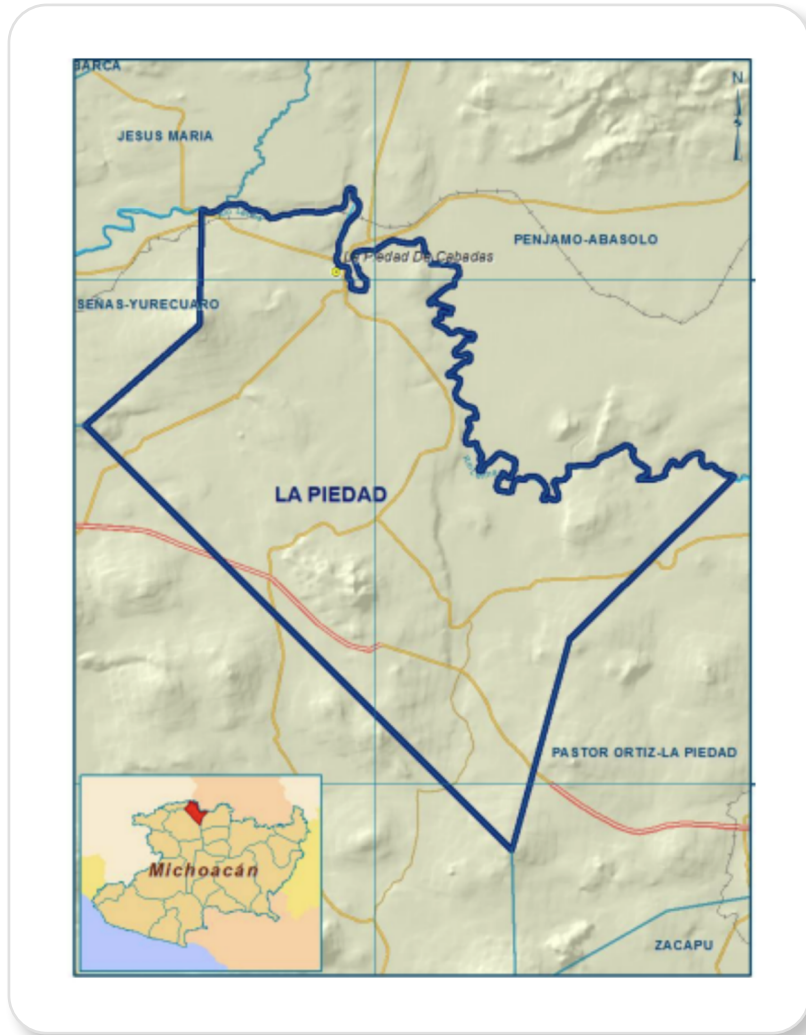 BARCA
N
JESUS MARIA
PENJAMO-ABASOLO
La Piedad De Cabadas
SEÑAS-YURECUARO
LA PIEDAD
PASTOR ORTIZ-LA PIEDAD
Michoacán
ZACAPU